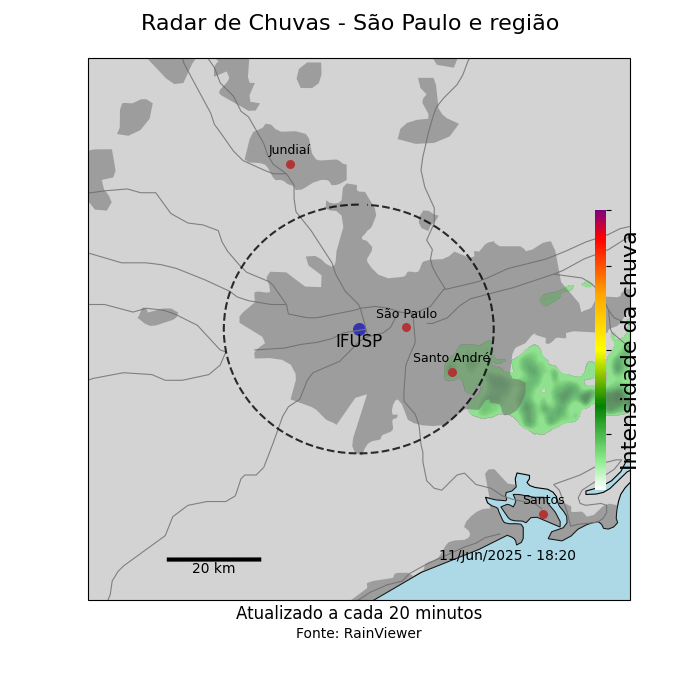 Radar de Chuvas - São Paulo e região
Jundiaí
São Paulo
IFUSP
Santo André
Intensidade da chuva
Santos
11/Jun/2025 - 18:20
20 km
Atualizado a cada 20 minutos
Fonte: RainViewer